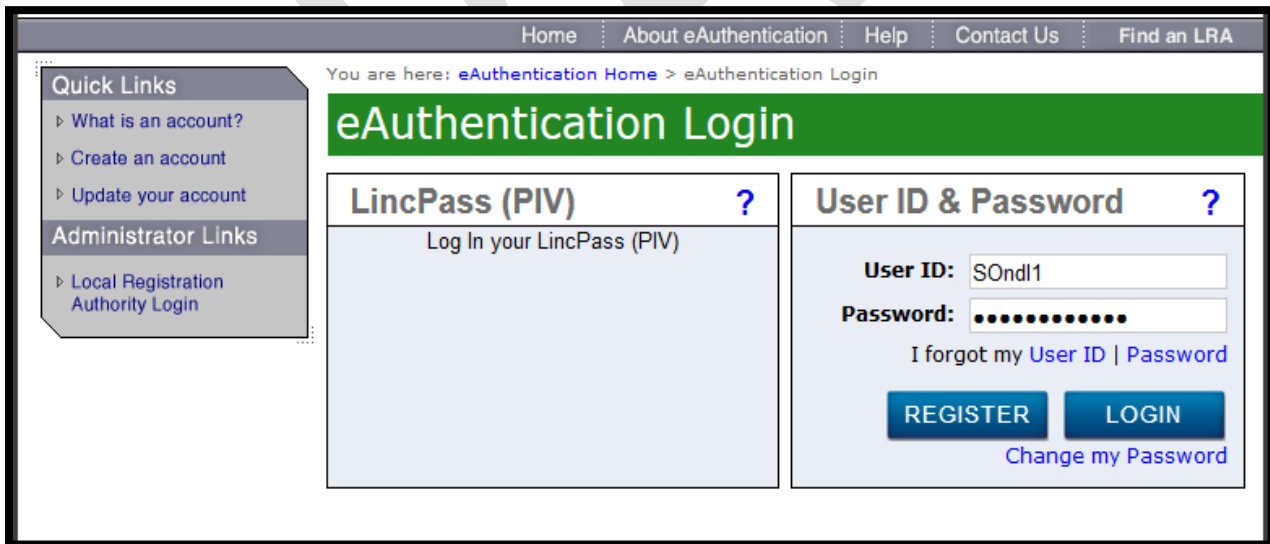 Home About eAuthentication Help Contact Us Find an LRA
Quick Links
What is an account?
Create an account
Update your account
Administrator Links
Local Registration
Authority Login
You are here: eAuthentication Home > eAuthentication Login
eAuthentication Login
LincPass (PIV) ?
Log In your LincPass (PIV)
User ID & Password ?
User ID: SOndl1
Password: ••••••••••••
I forgot my User ID | Password
REGISTER LOGIN
Change my Password